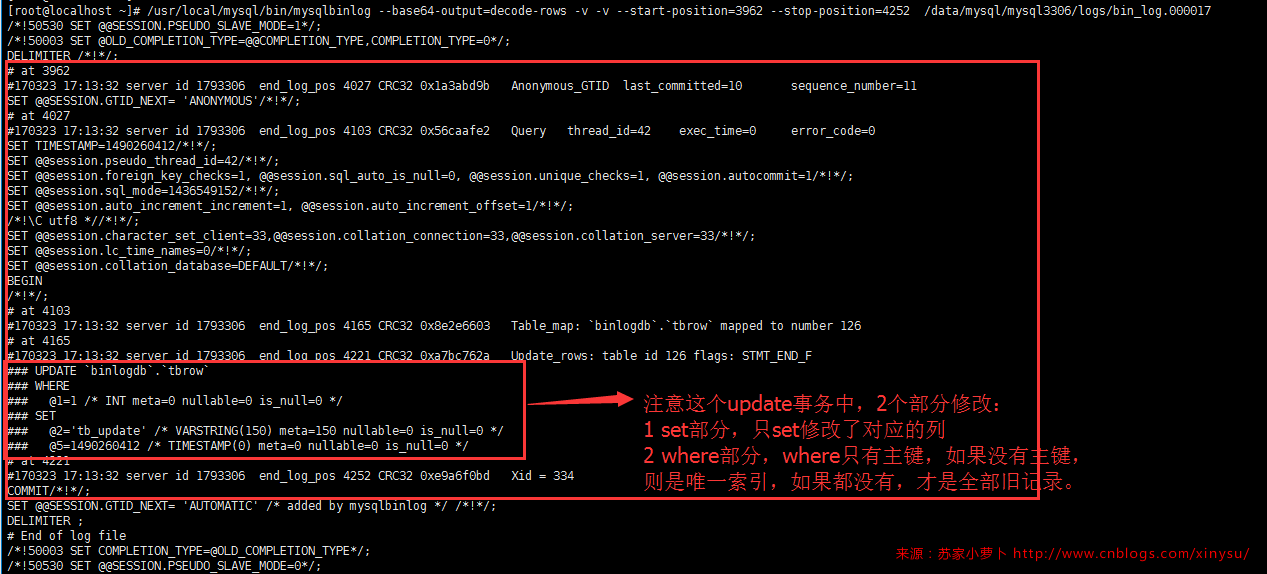 [root@localhost ~]# /usr/local/mysql/bin/mysqlbinlog --base64-output=decode-rows -v -v --start-position=3962 --stop-position=4252  /data/mysql/mysql3306/logs/bin_log.000017
/*!50530 SET @@SESSION.PSEUDO_SLAVE_MODE=1*/;
/*!50003 SET @OLD_COMPLETION_TYPE=@@COMPLETION_TYPE,COMPLETION_TYPE=0*/;
DELIMITER /*!*/;
# at 3962
#170323 17:13:32 server id 1793306  end_log_pos 4027 CRC32 0x1a3abd9b   Anonymous_GTID  last_committed=10       sequence_number=11
SET @@SESSION.GTID_NEXT= 'ANONYMOUS'/*!*/;
# at 4027
#170323 17:13:32 server id 1793306  end_log_pos 4103 CRC32 0x56caafe2   Query   thread_id=42    exec_time=0     error_code=0
SET TIMESTAMP=1490260412/*!*/;
SET @@session.pseudo_thread_id=42/*!*/;
SET @@session.foreign_key_checks=1, @@session.sql_auto_is_null=0, @@session.unique_checks=1, @@session.autocommit=1/*!*/;
SET @@session.sql_mode=1436549152/*!*/;
SET @@session.auto_increment_increment=1, @@session.auto_increment_offset=1/*!*/;
/*!\C utf8 *//*!*/;
SET @@session.character_set_client=33,@@session.collation_connection=33,@@session.collation_server=33/*!*/;
SET @@session.lc_time_names=0/*!*/;
SET @@session.collation_database=DEFAULT/*!*/;
BEGIN
/*!*/;
# at 4103
#170323 17:13:32 server id 1793306  end_log_pos 4165 CRC32 0x8e2e6603   Table_map: `binlogdb`.`tbrow` mapped to number 126
# at 4165
#170323 17:13:32 server id 1793306  end_log_pos 4221 CRC32 0xa7bc762a   Update_rows: table id 126 flags: STMT_END_F
### UPDATE `binlogdb`.`tbrow`
### WHERE
###   @1=1 /* INT meta=0 nullable=0 is_null=0 */
### SET
###   @2='tb_update' /* VARSTRING(150) meta=150 nullable=0 is_null=0 */
###   @5=1490260412 /* TIMESTAMP(0) meta=0 nullable=0 is_null=0 */
# at 4221
#170323 17:13:32 server id 1793306  end_log_pos 4252 CRC32 0xe9a6f0bd   Xid = 334
COMMIT/*!*/;
SET @@SESSION.GTID_NEXT= 'AUTOMATIC' /* added by mysqlbinlog */ /*!*/;
DELIMITER ;
# End of log file
/*!50003 SET COMPLETION_TYPE=@OLD_COMPLETION_TYPE*/;
/*!50530 SET @@SESSION.PSEUDO_SLAVE_MODE=0*/;
注意这个update事务中，2个部分修改：
1 set部分，只set修改了对应的列
2 where部分，where只有主键，如果没有主键，
则是唯一索引，如果都没有，才是全部旧记录。
来源：苏家小萝卜 http://www.cnblogs.com/xinysu/